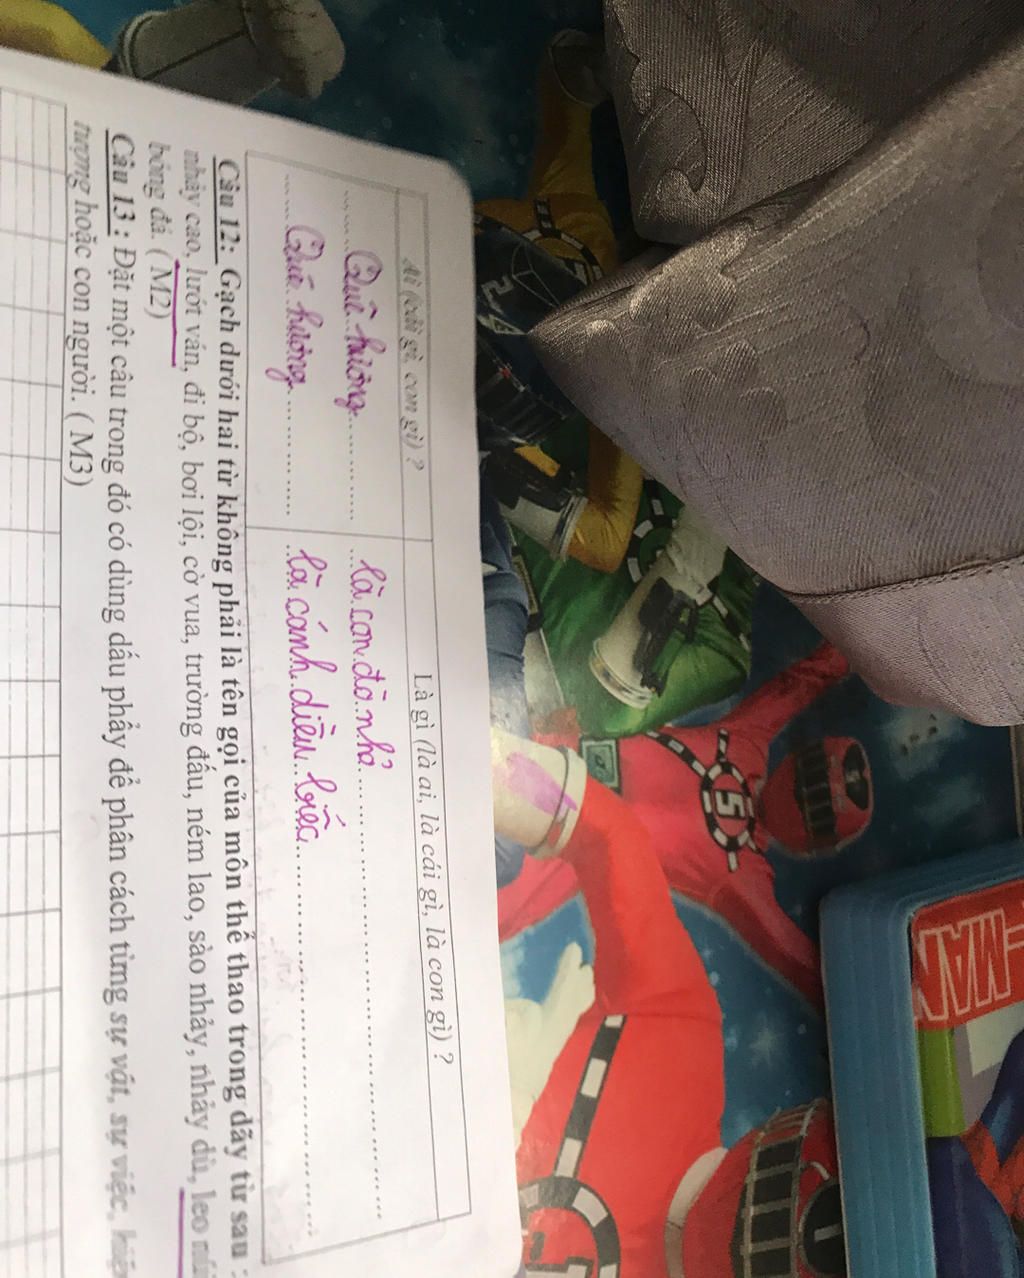 Ai (cái gì, con gì) ? Là gì (là ai, là cái gì, là con gì) ?
Quê hương là con đò nhỏ
Quê hương là cánh diều biếc
Câu 12: Gạch dưới hai từ không phải là tên gọi của môn thể thao trong dãy từ sau :
nhảy cao, lướt ván, đi bộ, bơi lội, cờ vua, trường đấu, ném lao, sào nhảy, nhảy dù, leo núi
bóng đá. ( M2)
Câu 13 : Đặt một câu trong đó có dùng dấu phẩy để phân cách từng sự vật, sự việc, hiện
tượng hoặc con người. ( M3)
5
2
-MAN